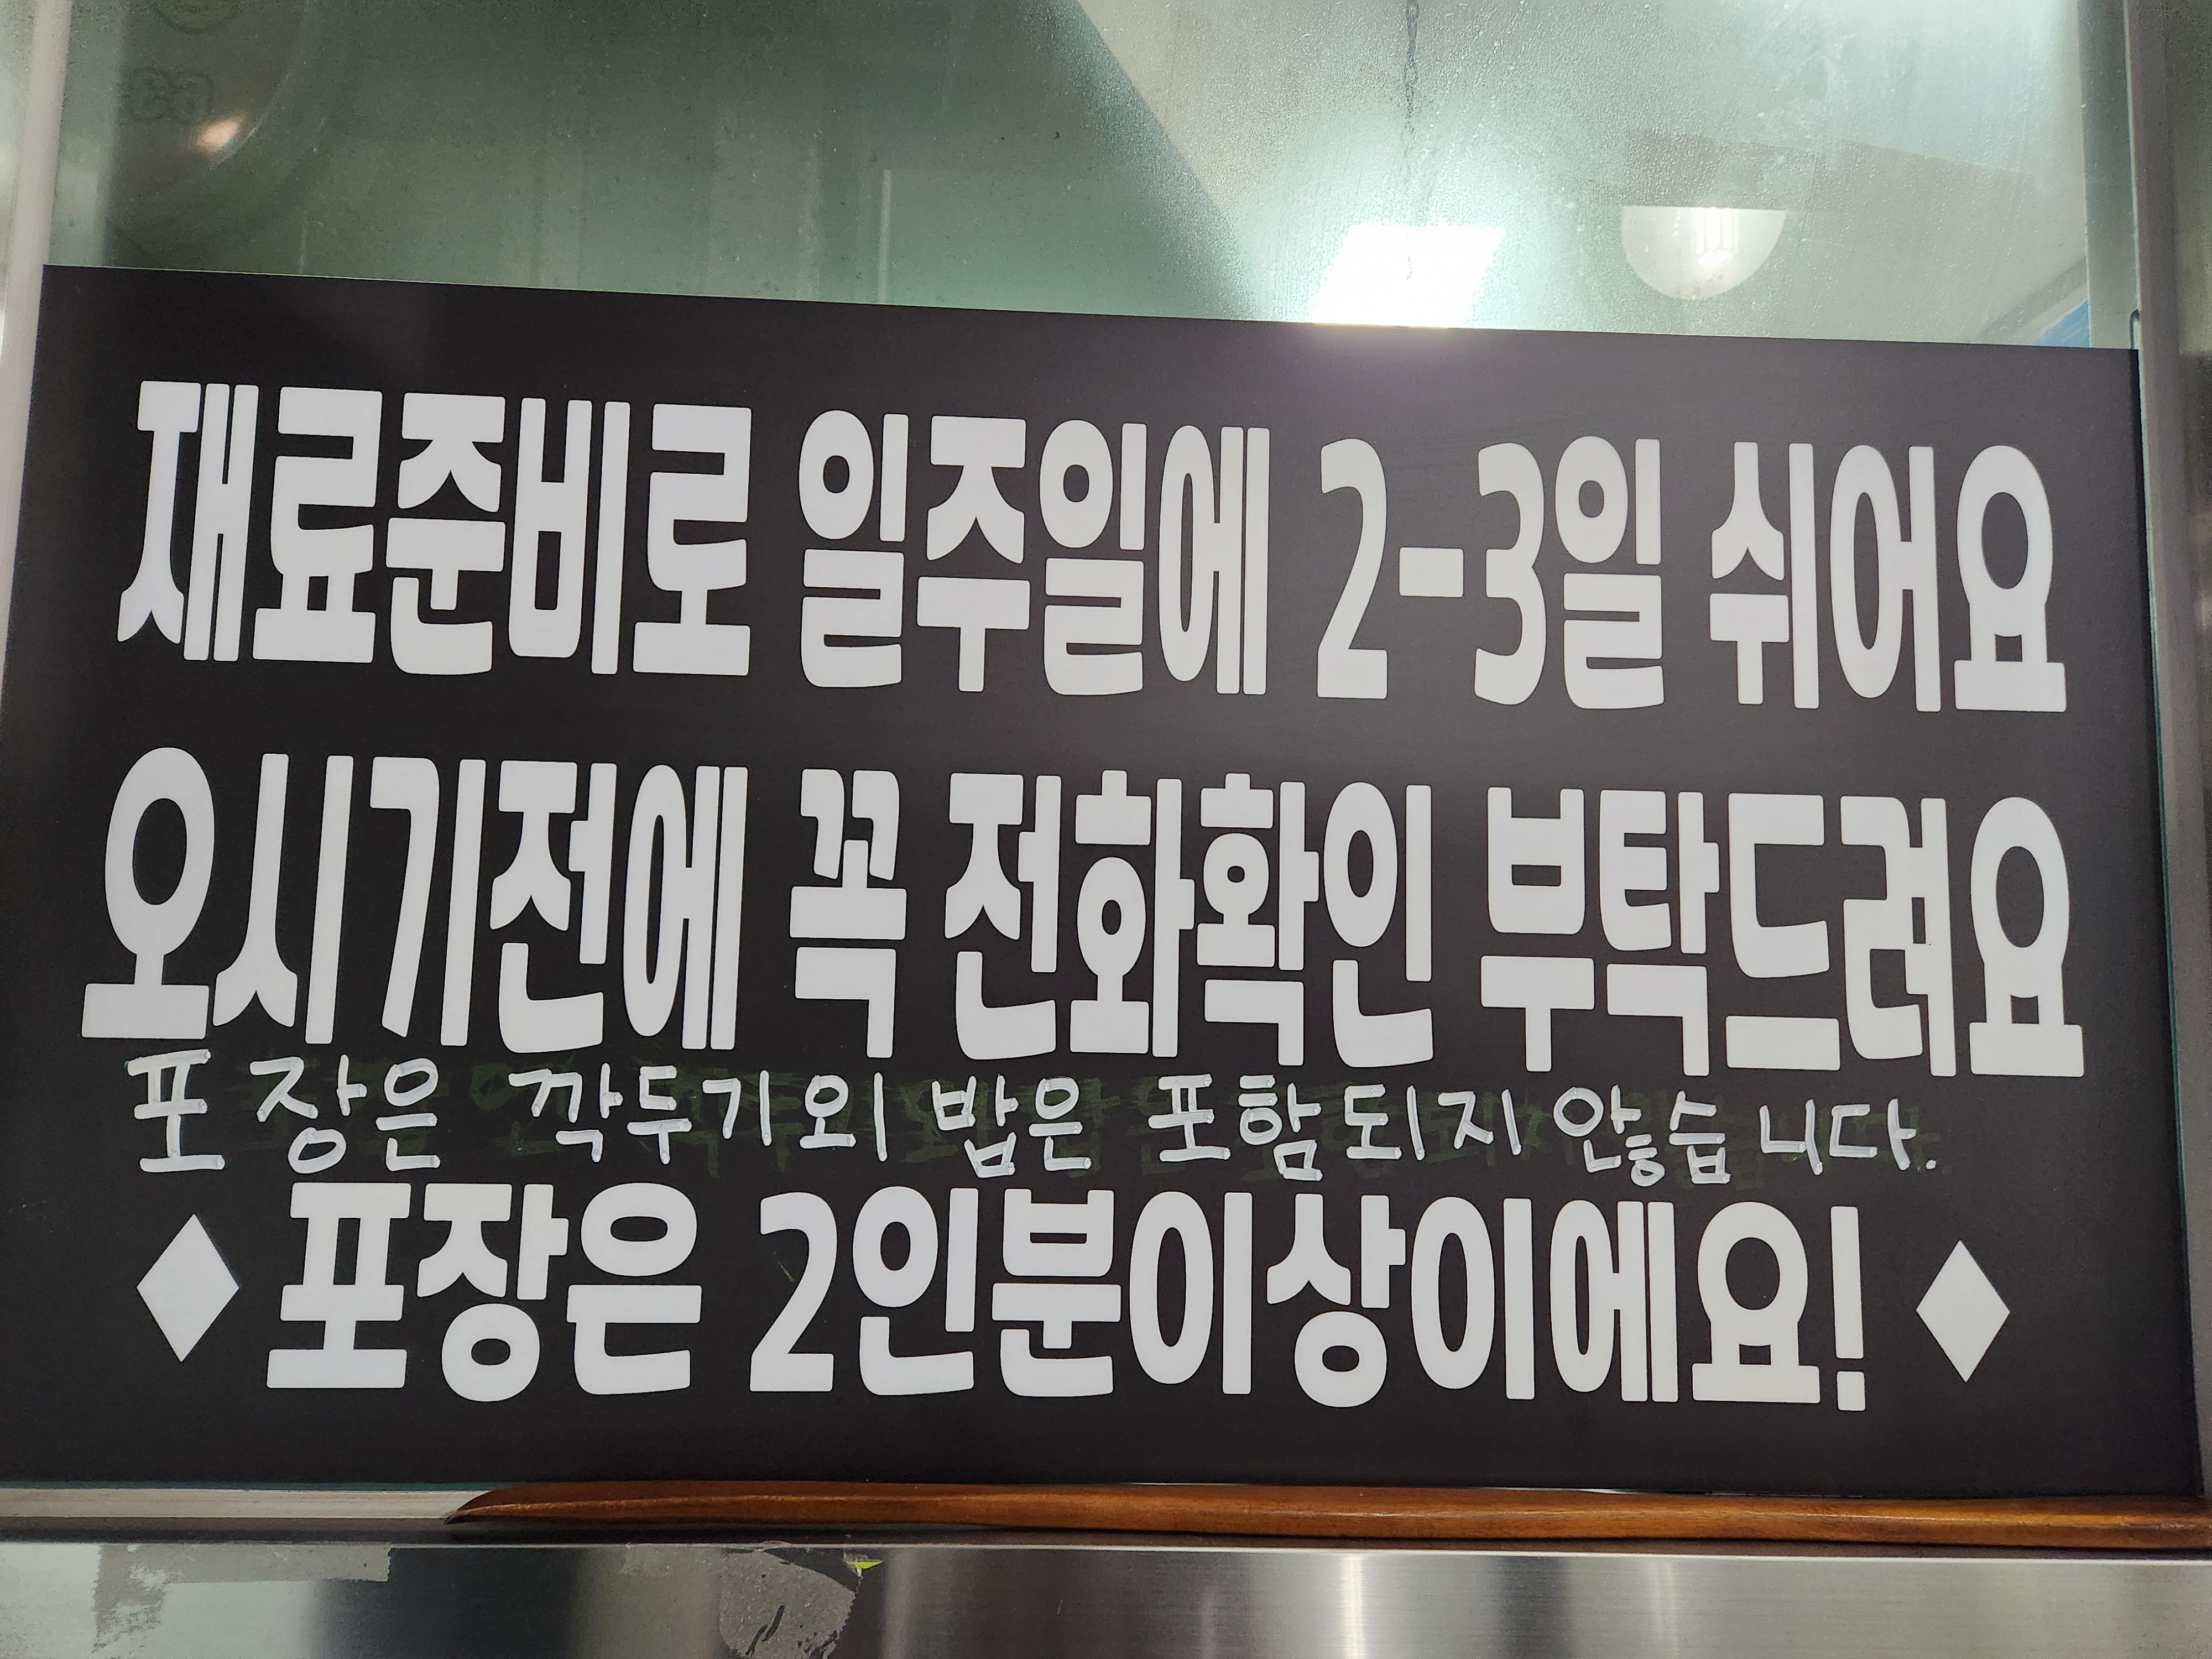 재료준비로 일주일에 2-3일 쉬어요
오시기전에 꼭 전화확인 부탁드려요
포장은 깍두기외 밥은 포함되지 않습니다.
♦ 포장은 2인분이상이에요! ♦